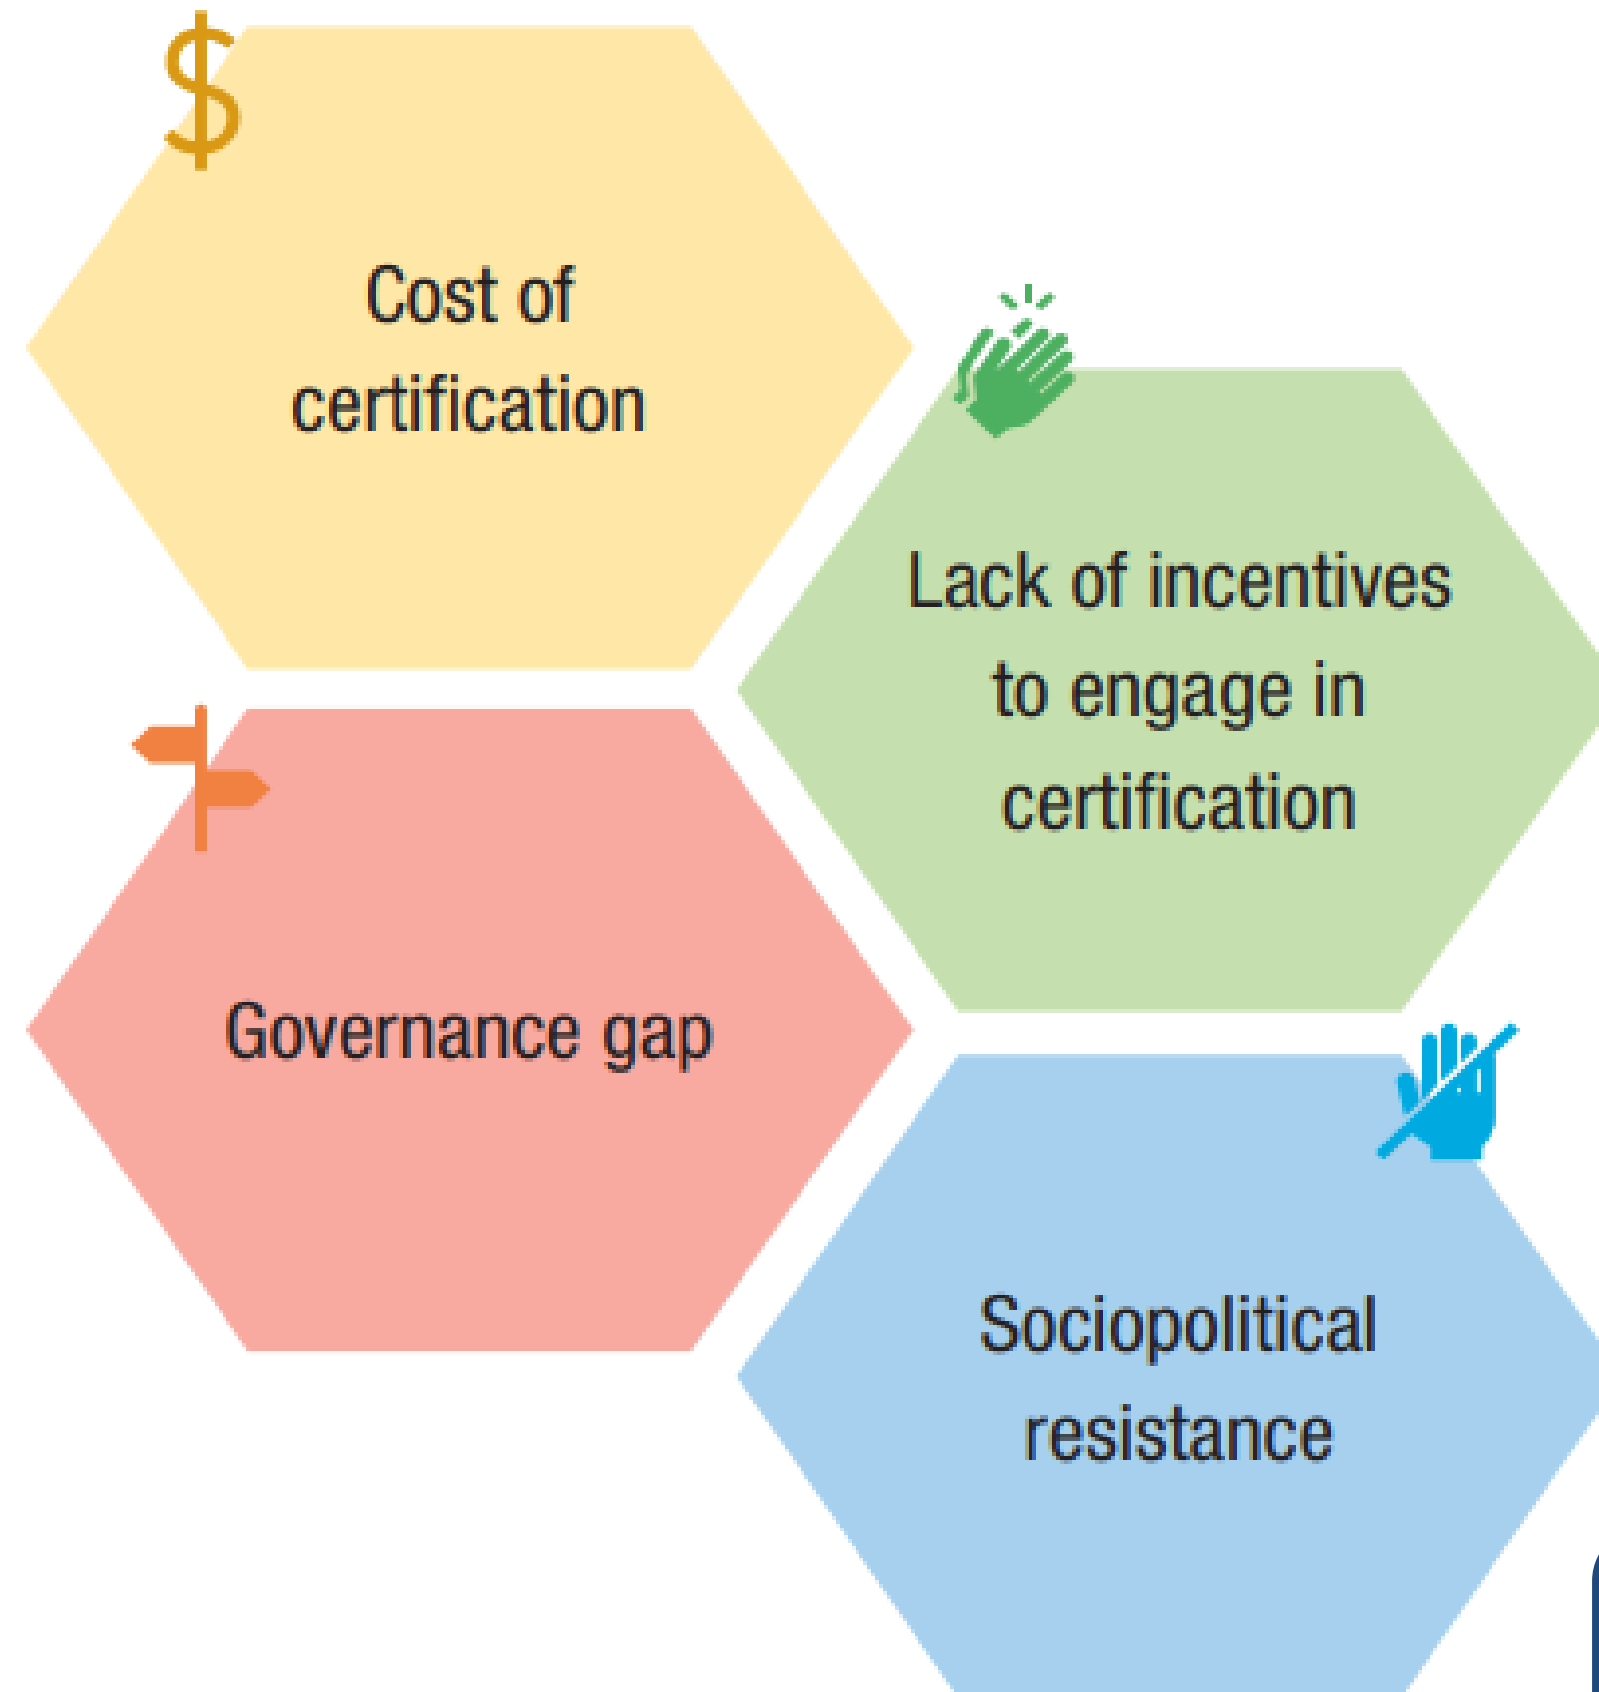 Cost of
certification
Lack of incentives
to engage in
certification
Governance gap
Sociopolitical
resistance